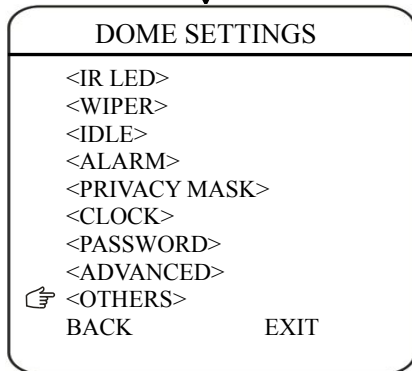 DOME SETTINGS
<IR LED>
<WIPER>
<IDLE>
<ALARM>
<PRIVACY MASK>
<CLOCK>
<PASSWORD>
<ADVANCED>
<OTHERS>
BACK EXIT